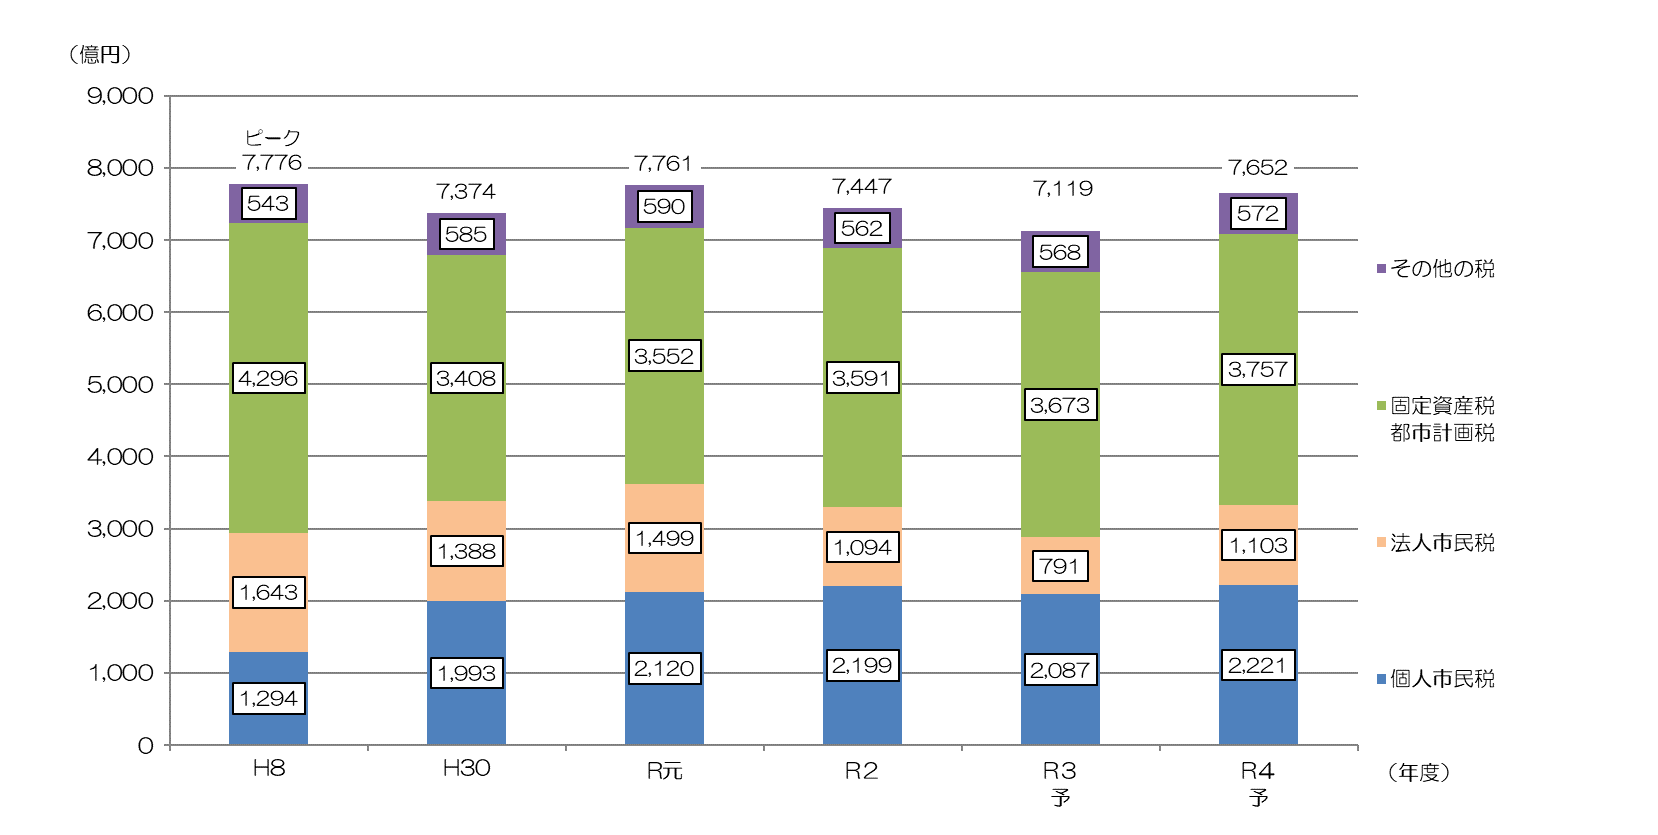 （億円）
9,000
8,000
7,000
6,000
5,000
4,000
3,000
2,000
1,000
0
ピーク
7,776
543
4,296
1,643
1,294
7,374
585
3,408
1,388
1,993
7,761
590
3,552
1,499
2,120
7,447
562
3,591
1,094
2,199
7,119
568
3,673
791
2,087
7,652
572
3,757
1,103
2,221
H8
H30
R元
R2
R3
予
R4
予
（年度）
その他の税
固定資産税
都市計画税
法人市民税
個人市民税